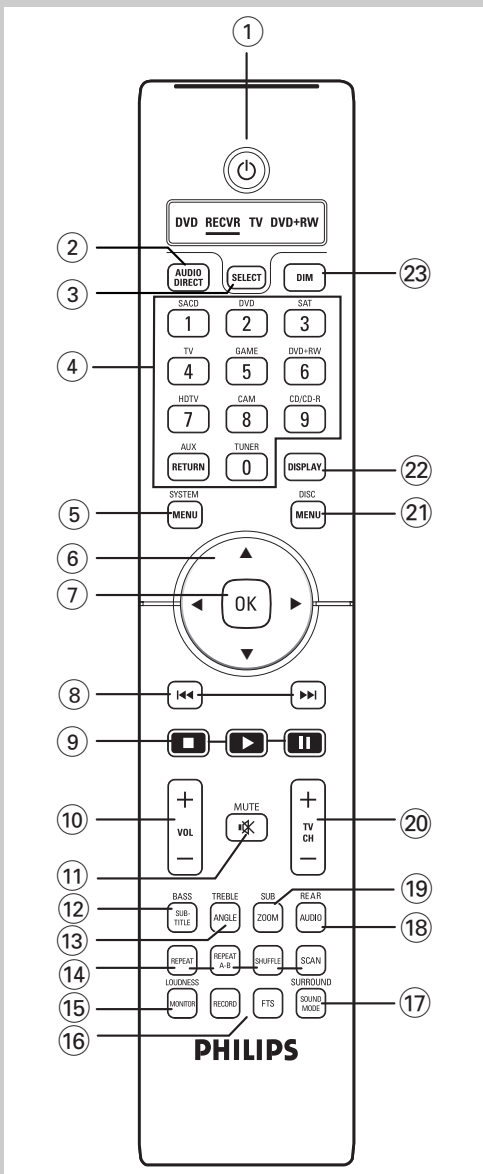 1
DVD RECVR TV DVD+RW
2
AUDIO
DIRECT
SELECT
DIM
23
3
SACD DVD SAT
1 2 3
4
TV GAME DVD+RW
4 5 6
HDTV CAM CD/CD-R
7 8 9
AUX TUNER
RETURN 0 DISPLAY
22
SYSTEM DISC
5
MENU MENU
21
6
7
OK
8
9
10
+ MUTE +
VOL TV
CH
20
− −
11
BASS TREBLE SUB REAR
19
12
SUB-
TITLE
ANGLE ZOOM AUDIO
18
13
14
REPEAT REPEAT
A-B
SHUFFLE SCAN
LOUDNESS SURROUND
15
MONITOR RECORD FTS SOUND
MODE
17
16
PHILIPS